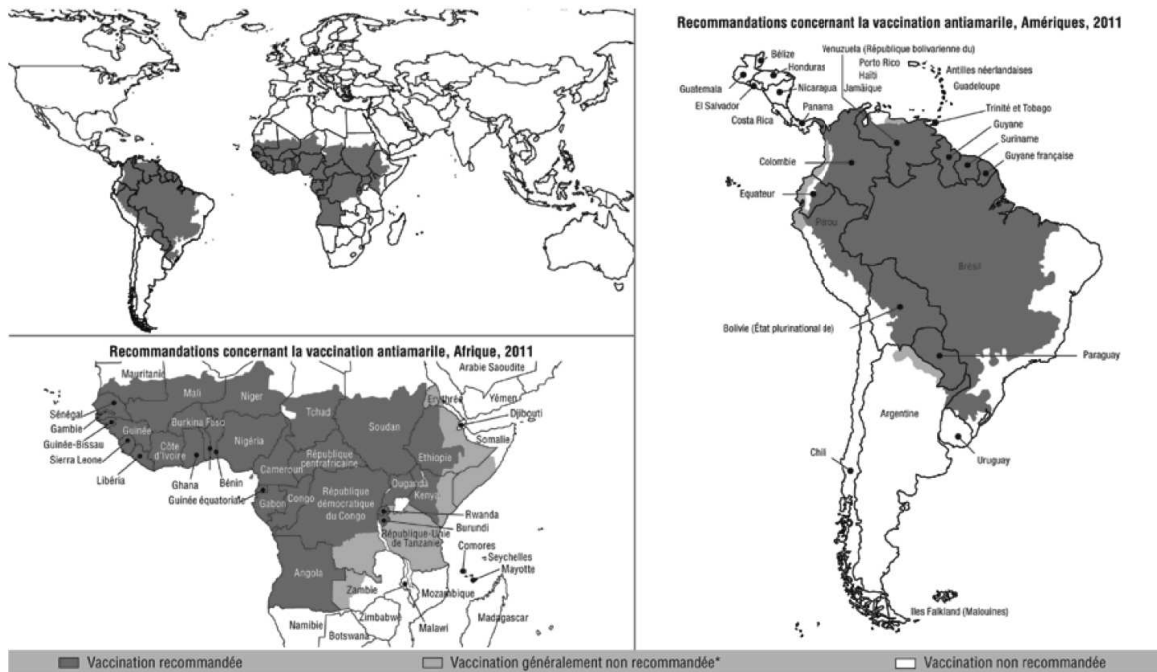 Recommandations concernant la vaccination antiamarile, Amériques, 2011
Bélize
Venuzuela (République bolivarienne du)
Honduras
Porto Rico
Haïti
Jamäique
Antilles néerlandaises
Guadeloupe
Guatemala
Nicaragua
El Salvador
Panama
Costa Rica
Trinité et Tobago
Guyane
Suriname
Guyane française
Colombie
Equateur
Pérou
Brésil
Bolivie (État plurinational de)
Paraguay
Argentine
Chili
Uruguay
Iles Falkland (Malouines)
Recommandations concernant la vaccination antiamarile, Afrique, 2011
Mauritanie
Arabie Saoudite
Mali
Niger
Erythrée
Yémen
Sénégal
Tchad
Djibouti
Gambie
Burkina Faso
Soudan
Guinée-Bissau
Guinée
Nigéria
Somalie
Sierra Leone
Côte d'Ivoire
République centrafricaine
Ethiopie
Libéria
Ghana
Bénin
Cameroun
Guinée équatoriale
Gabon
Congo
République démocratique du Congo
Ouganda
Kenya
Rwanda
Burundi
République-Unie de Tanzanie
Comores
Seychelles
Mayotte
Angola
Zambie
Mozambique
Zimbabwe
Malawi
Madagascar
Namibie
Botswana
Vaccination recommandée
Vaccination généralement non recommandée*
Vaccination non recommandée